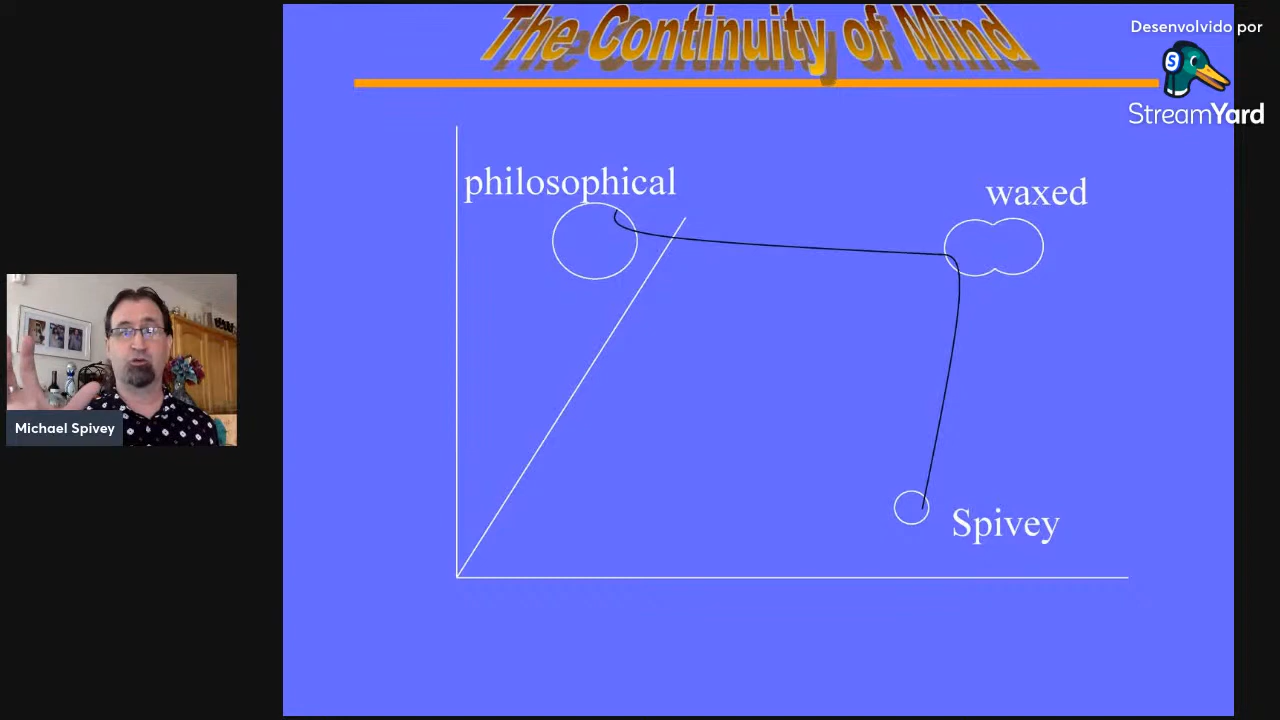 The Continuity of Mind
Desenvolvido por
StreamYard
philosophical
waxed
Michael Spivey
Spivey